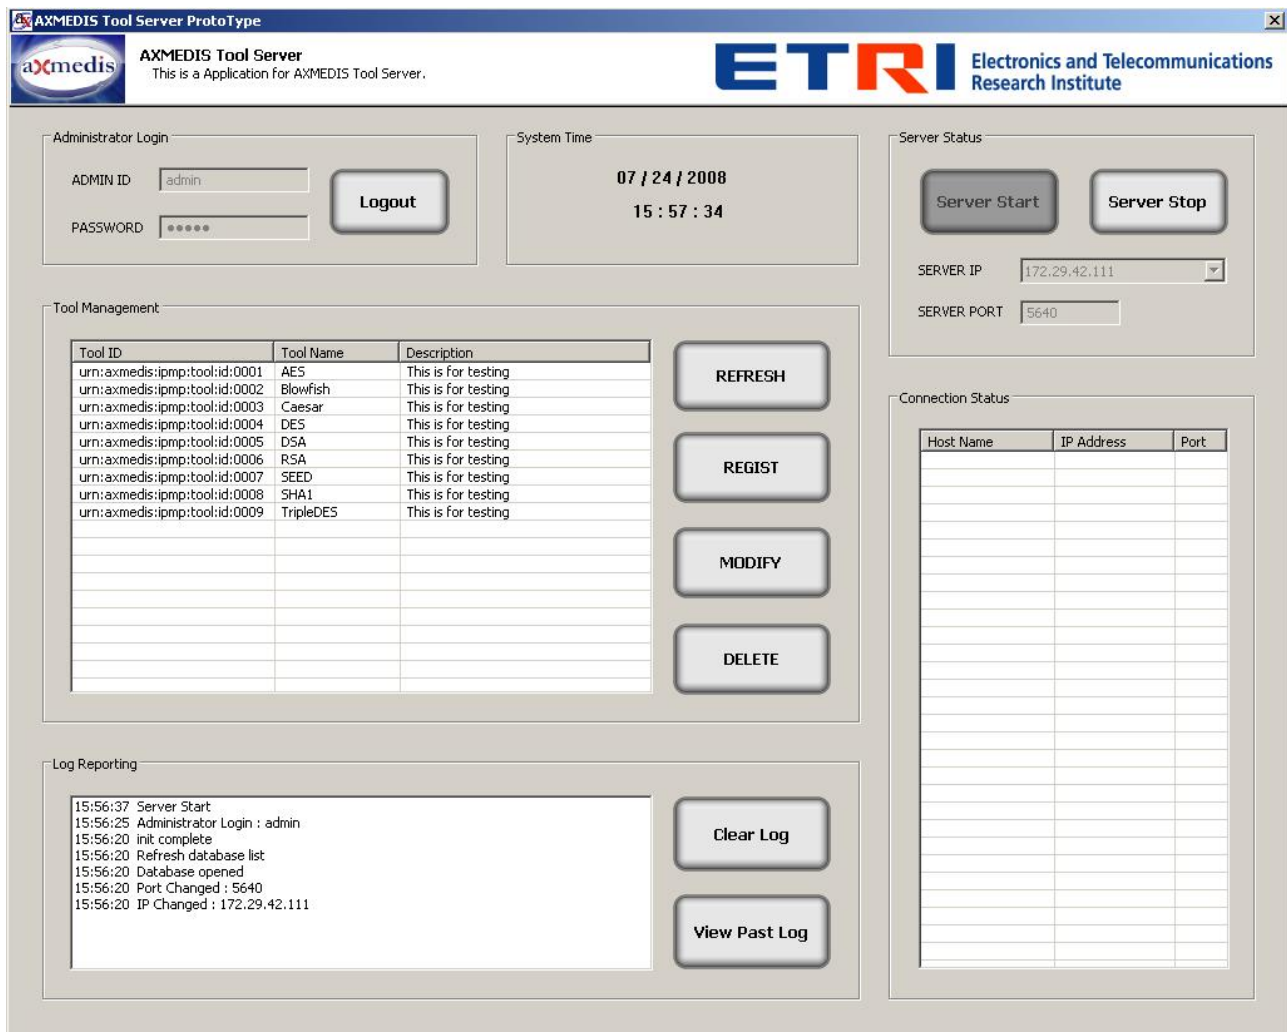 AXMEDIS Tool Server ProtoType
axmedis
AXMEDIS Tool Server
This is a Application for AXMEDIS Tool Server.
ETRI
Electronics and Telecommunications
Research Institute
Administrator Login
ADMIN ID admin
PASSWORD •••••
Logout
System Time
07 / 24 / 2008
15 : 57 : 34
Server Status
Server Start Server Stop
SERVER IP 172.29.42.111
SERVER PORT 5640
Tool Management
Tool ID Tool Name Description
urn:axmedis:ipmp:tool:id:0001 AES This is for testing
urn:axmedis:ipmp:tool:id:0002 Blowfish This is for testing
urn:axmedis:ipmp:tool:id:0003 Caesar This is for testing
urn:axmedis:ipmp:tool:id:0004 DES This is for testing
urn:axmedis:ipmp:tool:id:0005 DSA This is for testing
urn:axmedis:ipmp:tool:id:0006 RSA This is for testing
urn:axmedis:ipmp:tool:id:0007 SEED This is for testing
urn:axmedis:ipmp:tool:id:0008 SHA1 This is for testing
urn:axmedis:ipmp:tool:id:0009 TripleDES This is for testing
REFRESH
REGIST
MODIFY
DELETE
Connection Status
Host Name IP Address Port
Log Reporting
15:56:37 Server Start
15:56:25 Administrator Login : admin
15:56:20 init complete
15:56:20 Refresh database list
15:56:20 Database opened
15:56:20 Port Changed : 5640
15:56:20 IP Changed : 172.29.42.111
Clear Log
View Past Log